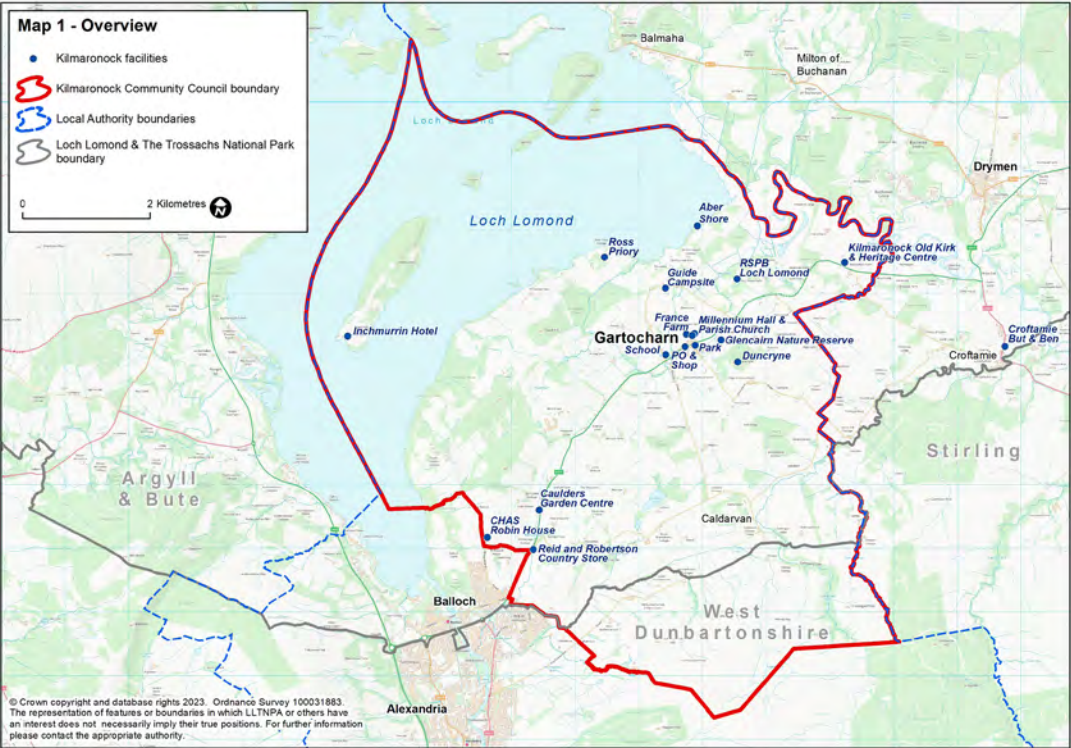 Map 1 - Overview
Kilmaronock facilities
Kilmaronock Community Council boundary
Local Authority boundaries
Loch Lomond & The Trossachs National Park
boundary
0
2 Kilometres
N
Balmaha
Milton of
Buchanan
Loch Lomond
Drymen
Loch Lomond
Aber
Shore
Ross
Priory
Kilmaronock Old Kirk
& Heritage Centre
RSPB
Loch Lomond
Guide
Campsite
Inchmurrin Hotel
France
Farm
Millennium Hall &
Parish Church
Gartocharn
Glencairn Nature Reserve
School
Park
PO &
Shop
Duncryne
Croftamie
But & Ben
Croftamie
Stirling
Argyll
& Bute
Caulders
Garden Centre
CHAS
Robin House
Caldarvan
Reid and Robertson
Country Store
Balloch
West
Dunbartonshire
Alexandria
© Crown copyright and database rights 2023. Ordnance Survey 100031883.
The representation of features or boundaries in which LLTNPA or others have
an interest does not necessarily imply their true positions. For further information
please contact the appropriate authority.